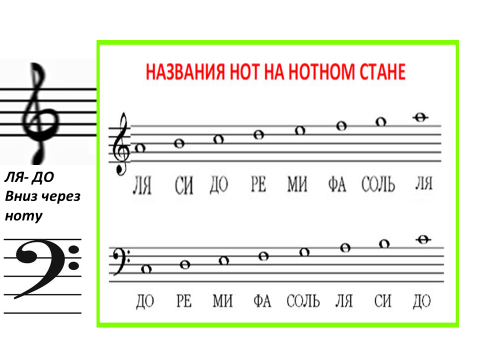 НАЗВАНИЯ НОТ НА НОТНОМ СТАНЕ
ЛЯ СИ ДО РЕ МИ ФА СОЛЬ ЛЯ
ЛЯ- ДО
Вниз через
ноту
ДО РЕ МИ ФА СОЛЬ ЛЯ СИ ДО